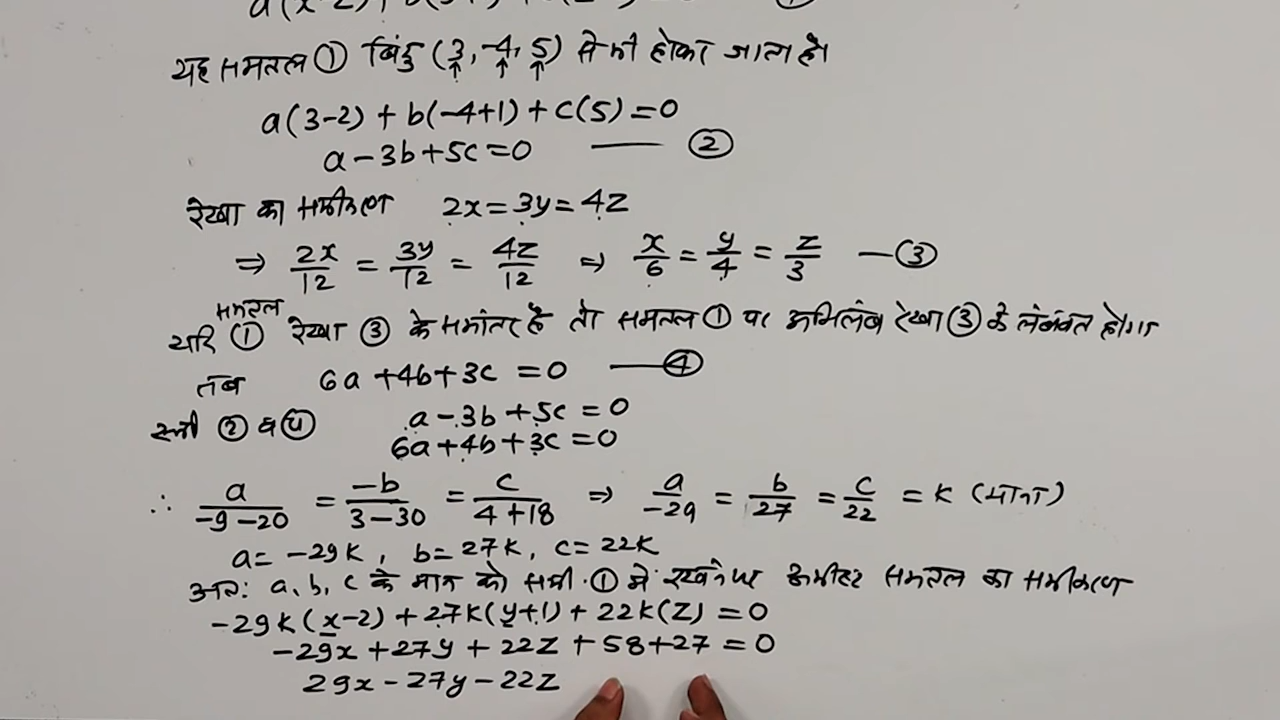 यह समतल ① बिंदु (3, -4, 5) से भी होकर जाता है।
a(3-2) + b(-4+1) + c(5) = 0
a - 3b + 5c = 0 —— ②
रेखा का समीकरण 2x = 3y = 4z
⇒ 2x/12 = 3y/12 = 4z/12 ⇒ x/6 = y/4 = z/3 —③
समतल
यदि ① रेखा ③ के समांतर है तो समतल ① पर अभिलंब रेखा ③ के लंबवत होगा
तब 6a + 4b + 3c = 0 —④
समी ② व ④ a - 3b + 5c = 0
6a + 4b + 3c = 0
∴ a/(-9-20) = -b/(3-30) = c/(4+18) ⇒ a/-29 = b/27 = c/22 = K (माना)
a = -29K, b = 27K, c = 22K
अतः a, b, c के मान को समी ① में रखने पर अभीष्ट समतल का समीकरण
-29K(x-2) + 27K(y+1) + 22K(z) = 0
-29x + 27y + 22z + 58 + 27 = 0
29x - 27y - 22z